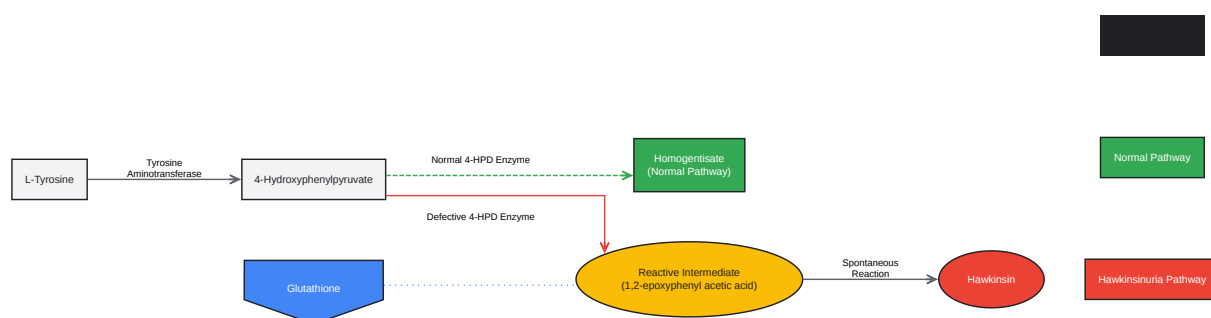 L-Tyrosine
Tyrosine
Aminotransferase
4-Hydroxyphenylpyruvate
Normal 4-HPD Enzyme
Defective 4-HPD Enzyme
Homogentisate
(Normal Pathway)
Glutathione
Reactive Intermediate
(1,2-epoxyphenyl acetic acid)
Spontaneous
Reaction
Hawkinsin
Normal Pathway
Hawkinsinuria Pathway